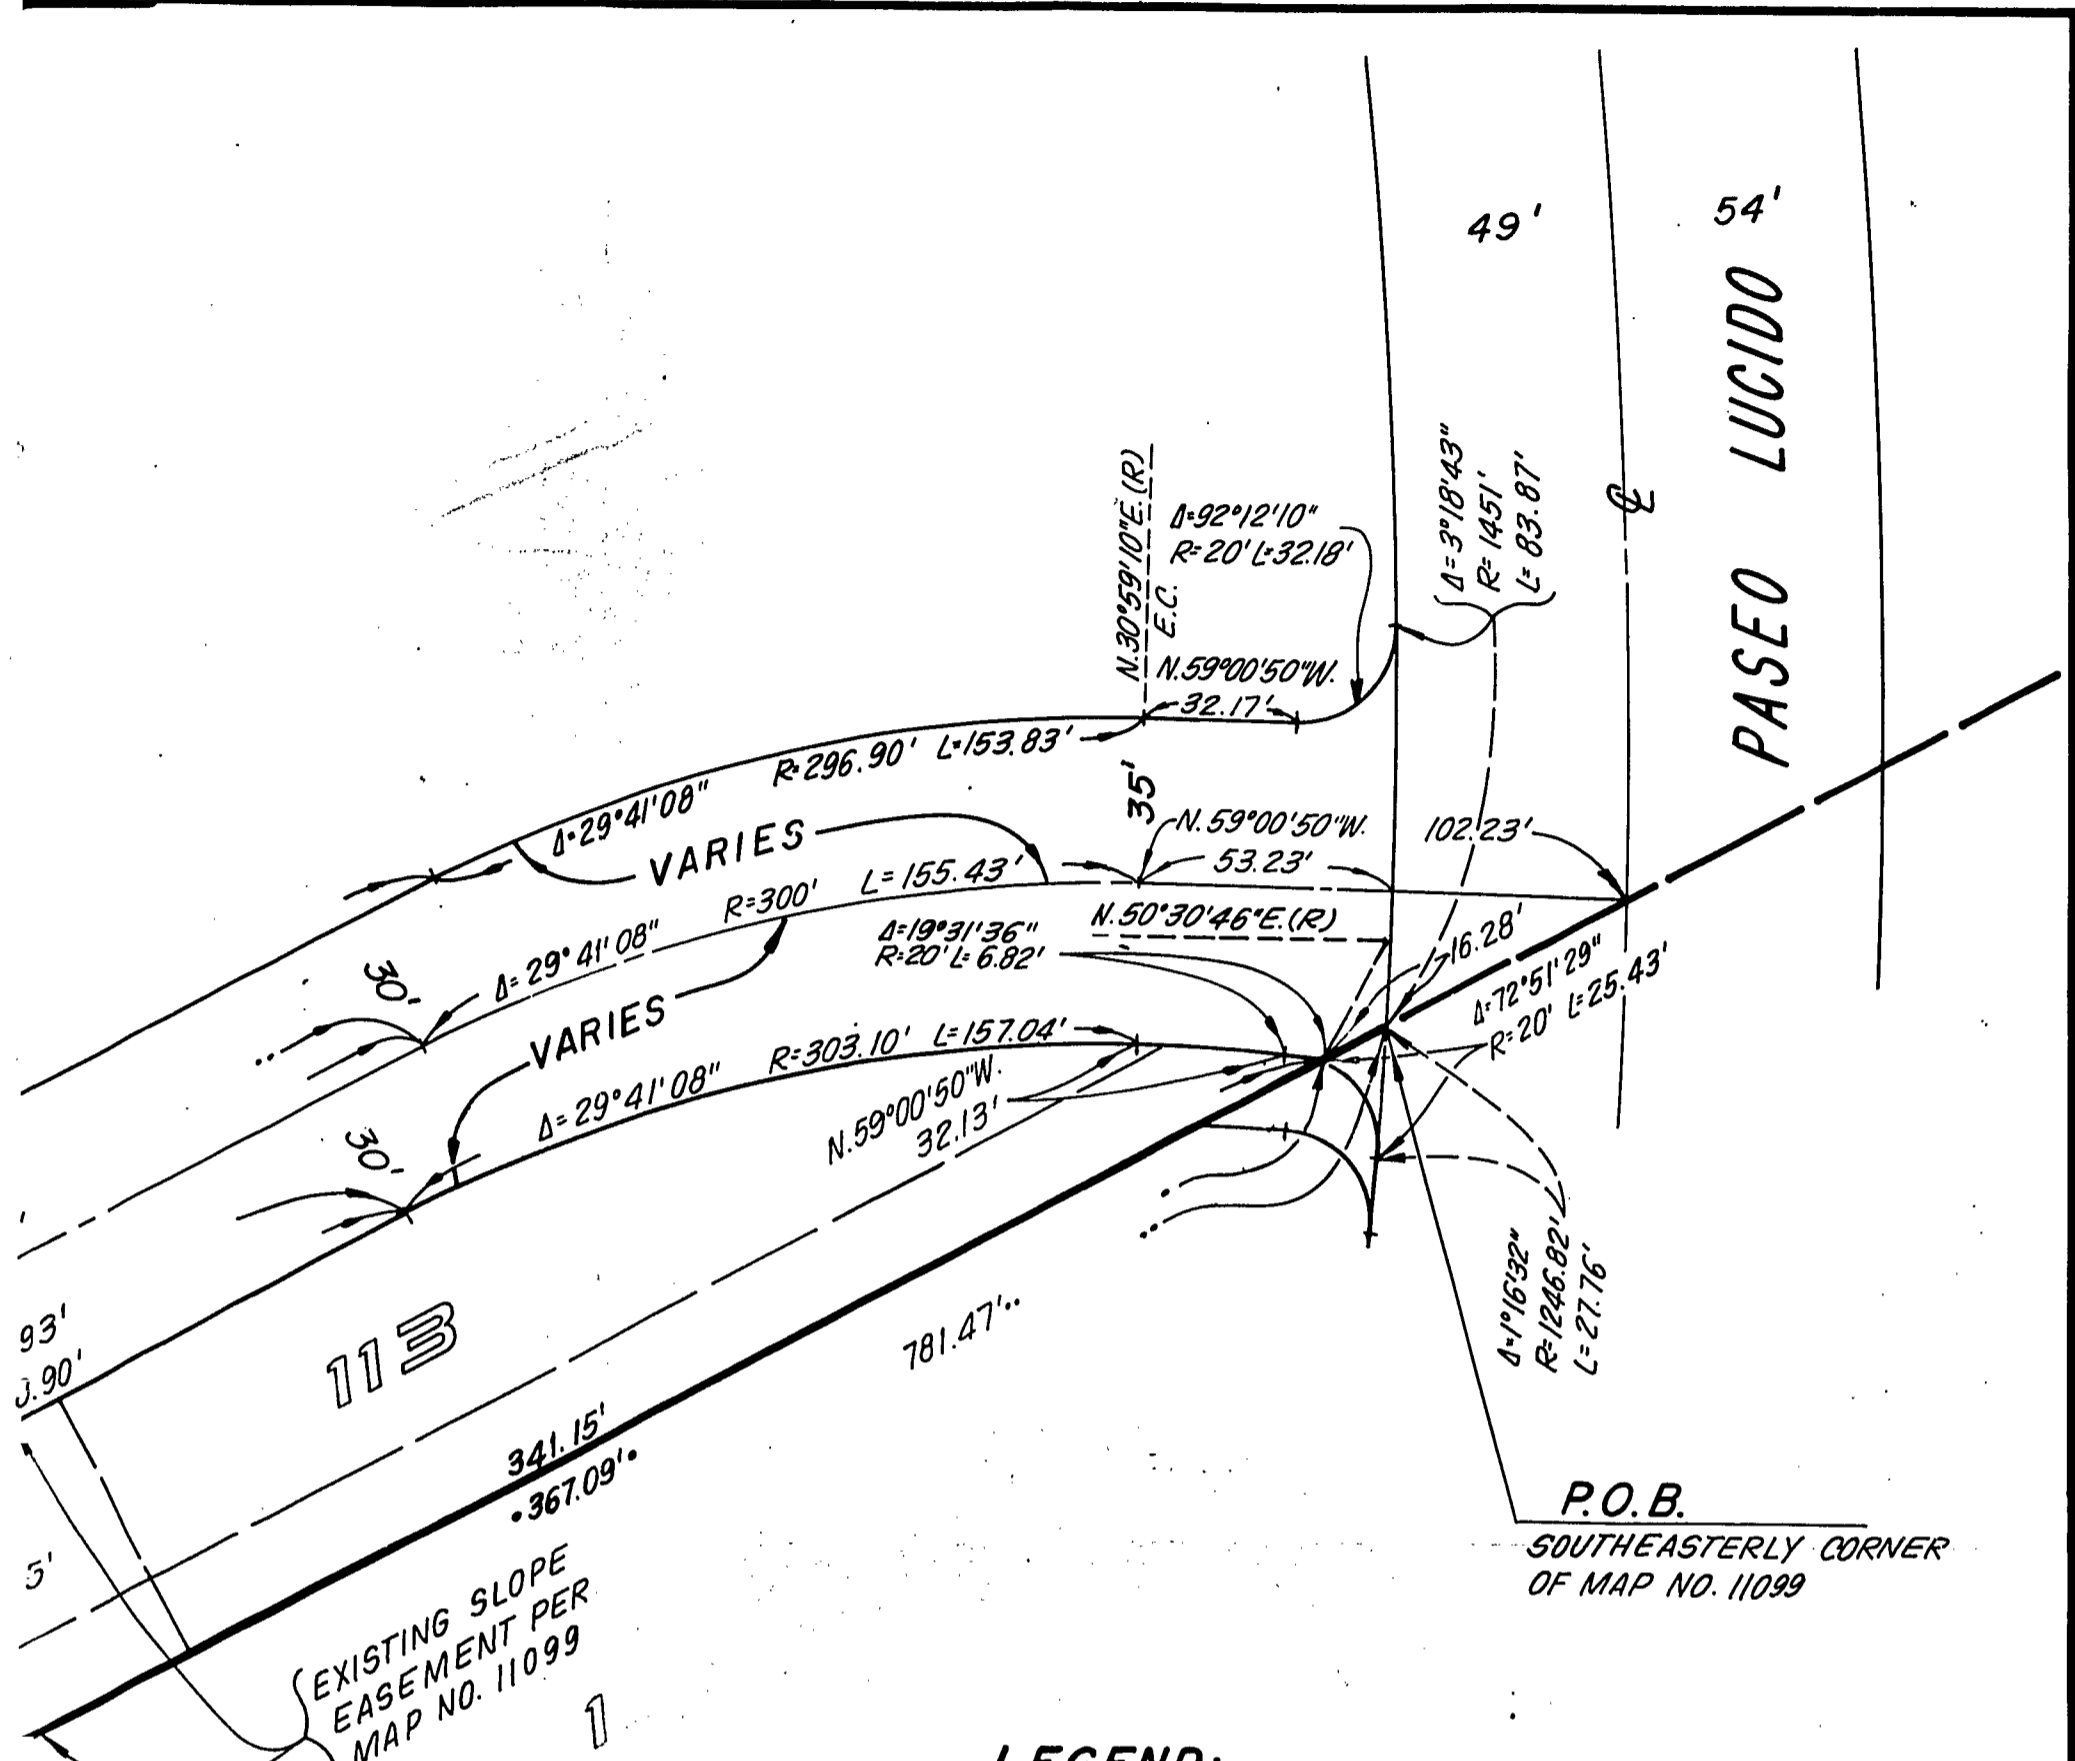 49'
54'
PASEO LUCIDO
℄
Δ=3°18'43"
R=1451'
L=83.87'
N.30°59'10"E.(R)
E.C.
Δ=92°12'10"
R=20' L=32.18'
N.59°00'50"W.
32.17'
Δ=29°41'08" R=296.90' L=153.83'
VARIES
35'
N.59°00'50"W.
53.23'
102.23'
30'
Δ=29°41'08" R=300' L=155.43'
Δ=19°31'36"
R=20' L=6.82'
N.50°30'46"E.(R)
16.28'
Δ=72°51'29"
R=20' L=25.43'
VARIES
30'
Δ=29°41'08" R=303.10' L=157.04'
N.59°00'50"W.
32.13'
..
.
..
Δ=1°16'32"
R=1246.82'
L=27.76'
93'
.90'
113
781.47'..
341.15'
.367.09'.
5'
P.O.B.
SOUTHEASTERLY CORNER
OF MAP NO. 11099
EXISTING SLOPE
EASEMENT PER
MAP NO. 11099
1
LEGEND: